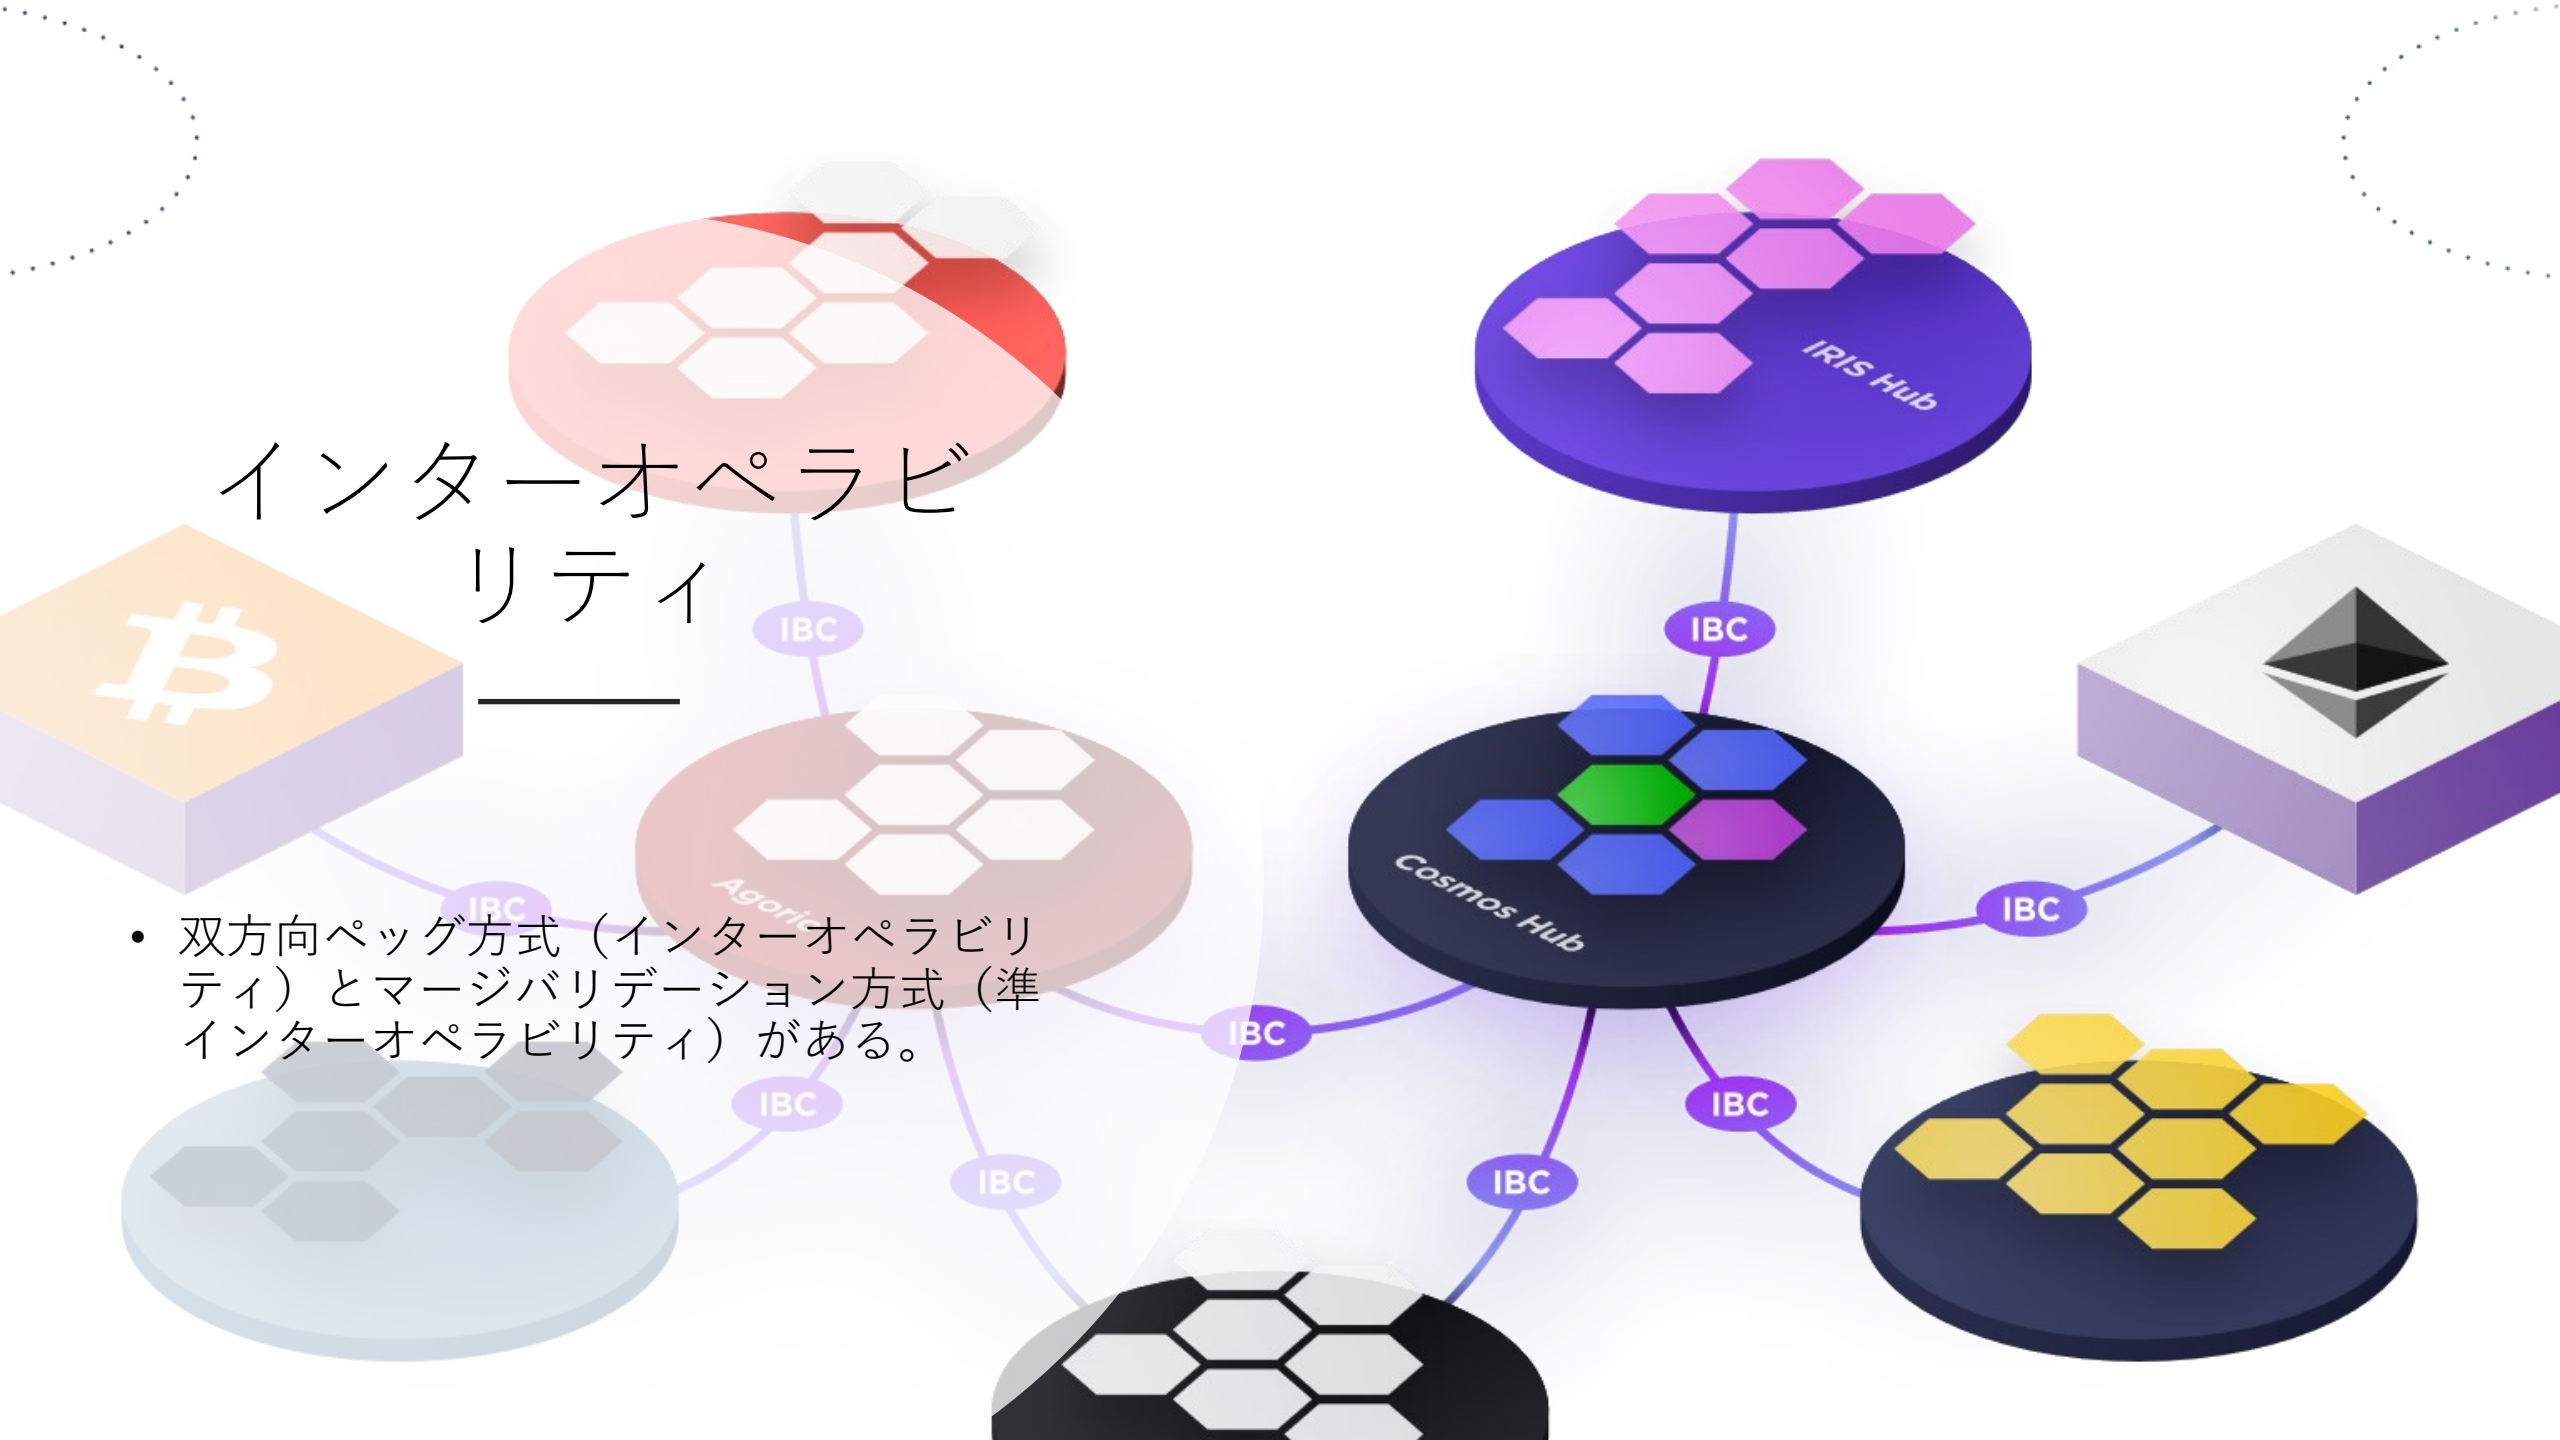 インターオペラビ
リティ
• 双方向ペッグ方式（インターオペラビリ
ティ）とマージバリデーション方式（準
インターオペラビリティ）がある。
IRIS Hub
IBC
IBC
Agoric
Cosmos Hub
IBC
IBC
IBC
IBC
IBC
IBC
IBC